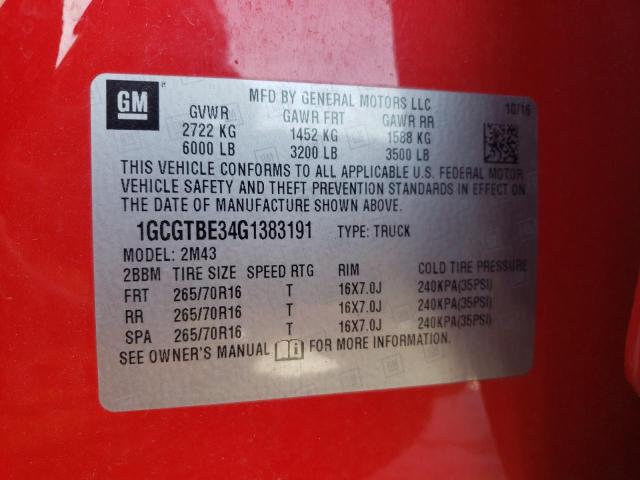 GM
MFD BY GENERAL MOTORS LLC 10/16
GVWR GAWR FRT GAWR RR
2722 KG 1452 KG 1588 KG
6000 LB 3200 LB 3500 LB
THIS VEHICLE CONFORMS TO ALL APPLICABLE U.S. FEDERAL MOTOR
VEHICLE SAFETY AND THEFT PREVENTION STANDARDS IN EFFECT ON
THE DATE OF MANUFACTURE SHOWN ABOVE.
1GCGTBE34G1383191 TYPE: TRUCK
MODEL: 2M43
2BBM TIRE SIZE SPEED RTG RIM COLD TIRE PRESSURE
FRT 265/70R16 T 16X7.0J 240KPA(35PSI)
RR 265/70R16 T 16X7.0J 240KPA(35PSI)
SPA 265/70R16 T 16X7.0J 240KPA(35PSI)
SEE OWNER'S MANUAL FOR MORE INFORMATION.